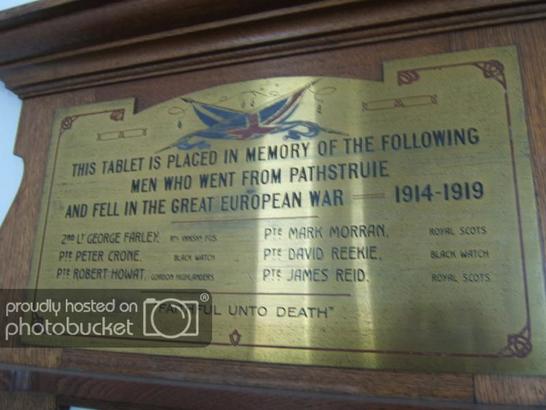 THIS TABLET IS PLACED IN MEMORY OF THE FOLLOWING
MEN WHO WENT FROM PATHSTRUIE
AND FELL IN THE GREAT EUROPEAN WAR — 1914-1919
2ND LT GEORGE FARLEY, FUS.
PTE PETER CRONE, BLACK WATCH
PTE ROBERT HOWAT, GORDON HIGHLANDERS
PTE MARK MORRAN, ROYAL SCOTS
PTE DAVID REEKIE, BLACK WATCH
PTE JAMES REID, ROYAL SCOTS
"FAITHFUL UNTO DEATH"
proudly hosted on
photobucket ®